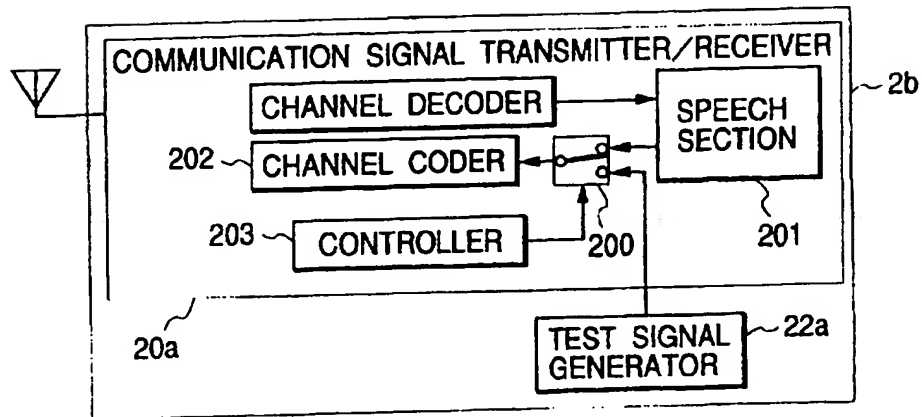 COMMUNICATION SIGNAL TRANSMITTER/RECEIVER
2b
CHANNEL DECODER
SPEECH
SECTION
202
CHANNEL CODER
203
CONTROLLER
200
201
20a
TEST SIGNAL
GENERATOR
22a